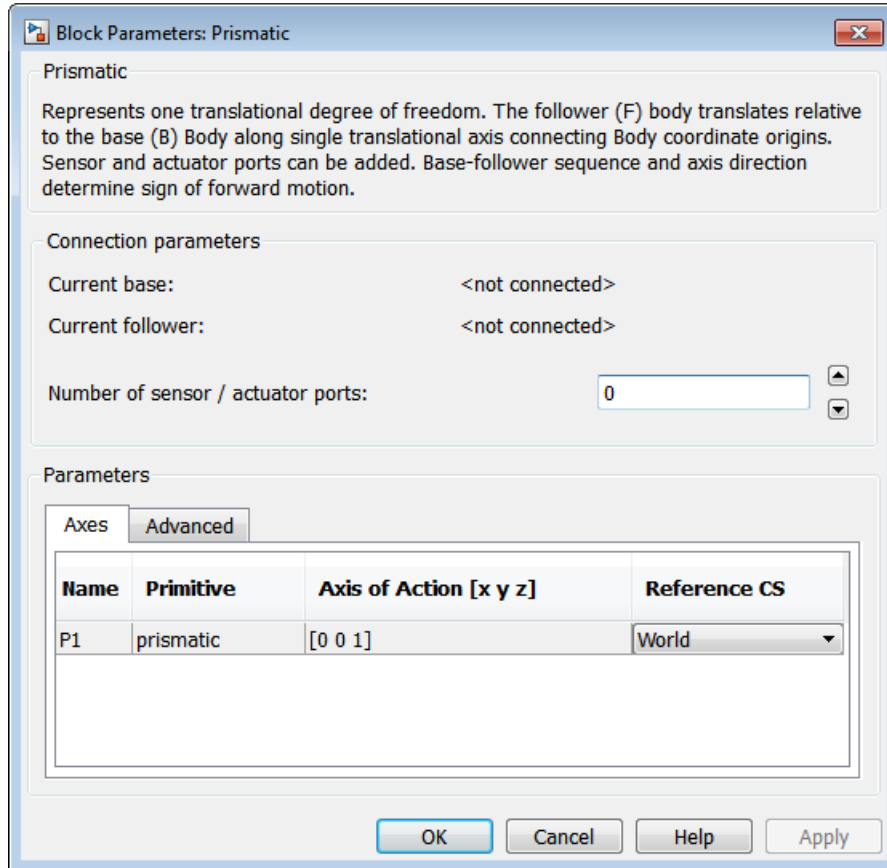 Block Parameters: Prismatic
Prismatic
Represents one translational degree of freedom. The follower (F) body translates relative
to the base (B) Body along single translational axis connecting Body coordinate origins.
Sensor and actuator ports can be added. Base-follower sequence and axis direction
determine sign of forward motion.
Connection parameters
Current base: <not connected>
Current follower: <not connected>
Number of sensor / actuator ports: 0
Parameters
Axes Advanced
Name Primitive Axis of Action [x y z] Reference CS
P1 prismatic [0 0 1] World
OK Cancel Help Apply